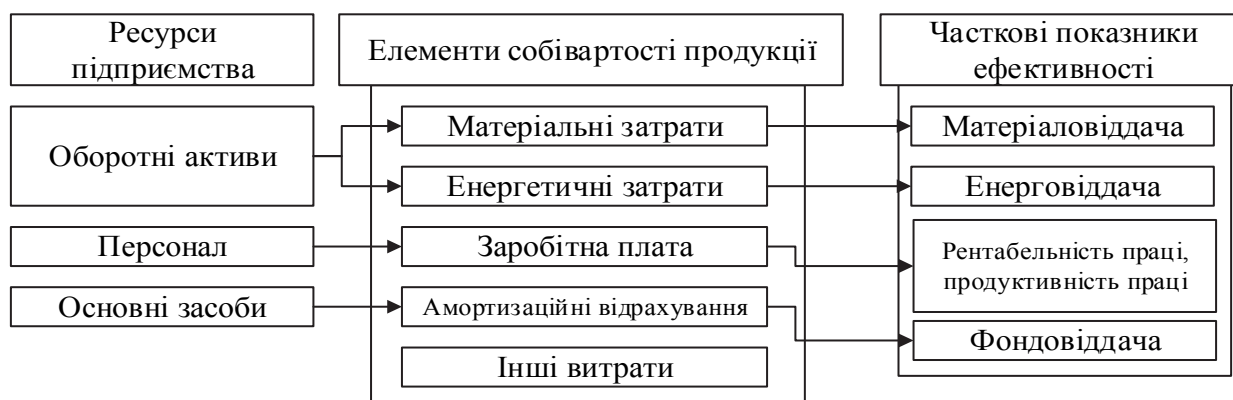 Ресурси
підприємства
Елементи собівартості продукції
Часткові показники
ефективності
Оборотні активи
Матеріальні затрати
Матеріаловіддача
Енергетичні затрати
Енерговіддача
Персонал
Заробітна плата
Рентабельність праці,
продуктивність праці
Основні засоби
Амортизаційні відрахування
Фондовіддача
Інші витрати